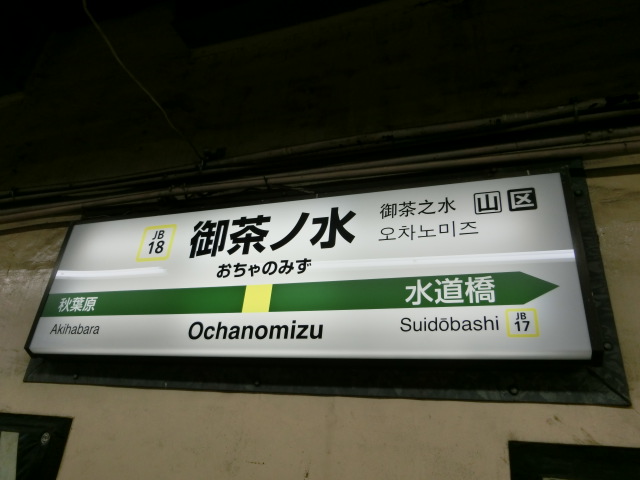 JB
18
御茶ノ水
おちゃのみず
御茶之水 山 区
오차노미즈
秋葉原
Akihabara
Ochanomizu
水道橋
Suidōbashi
JB
17